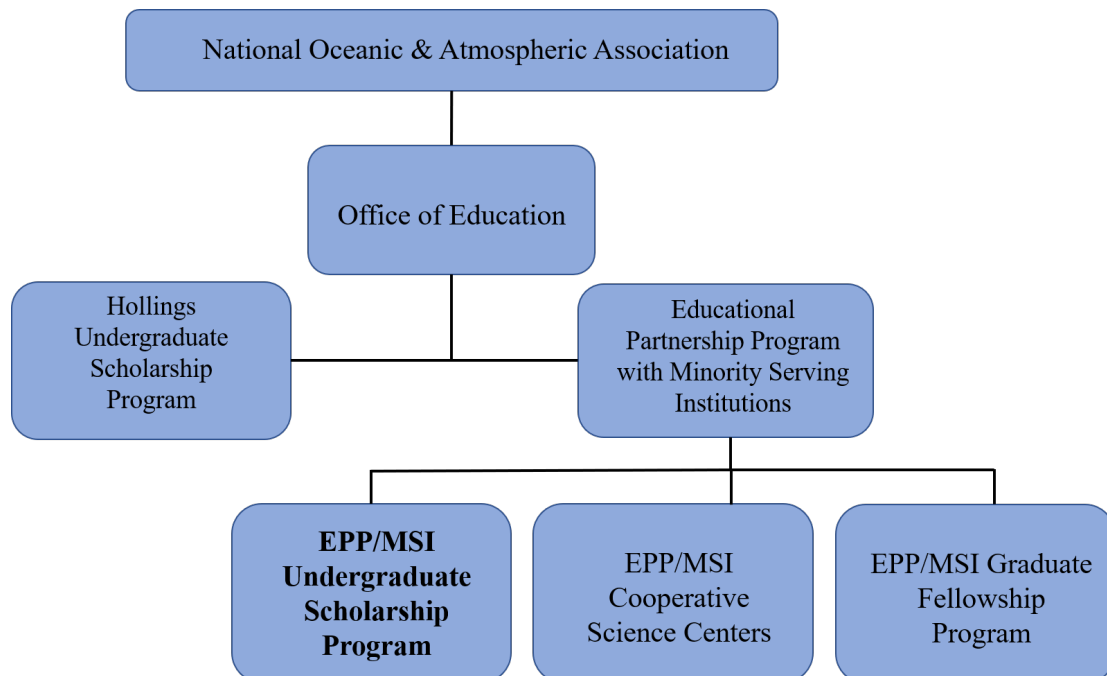 National Oceanic & Atmospheric Association
Office of Education
Hollings
Undergraduate
Scholarship
Program
Educational
Partnership Program
with Minority Serving
Institutions
EPP/MSI
Undergraduate
Scholarship
Program
EPP/MSI
Cooperative
Science Centers
EPP/MSI Graduate
Fellowship
Program